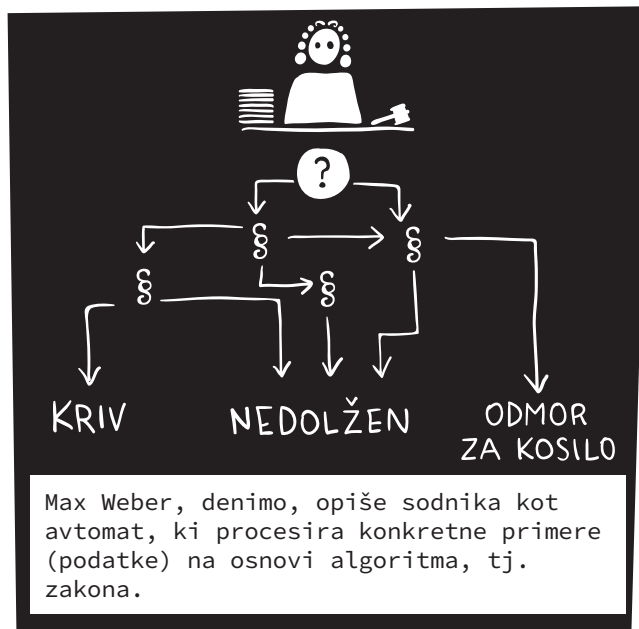 ?
§ §
§ §
KRIV NEDOLŽEN ODMOR
ZA KOSILO
Max Weber, denimo, opiše sodnika kot
avtomat, ki procesira konkretne primere
(podatke) na osnovi algoritma, tj.
zakona.